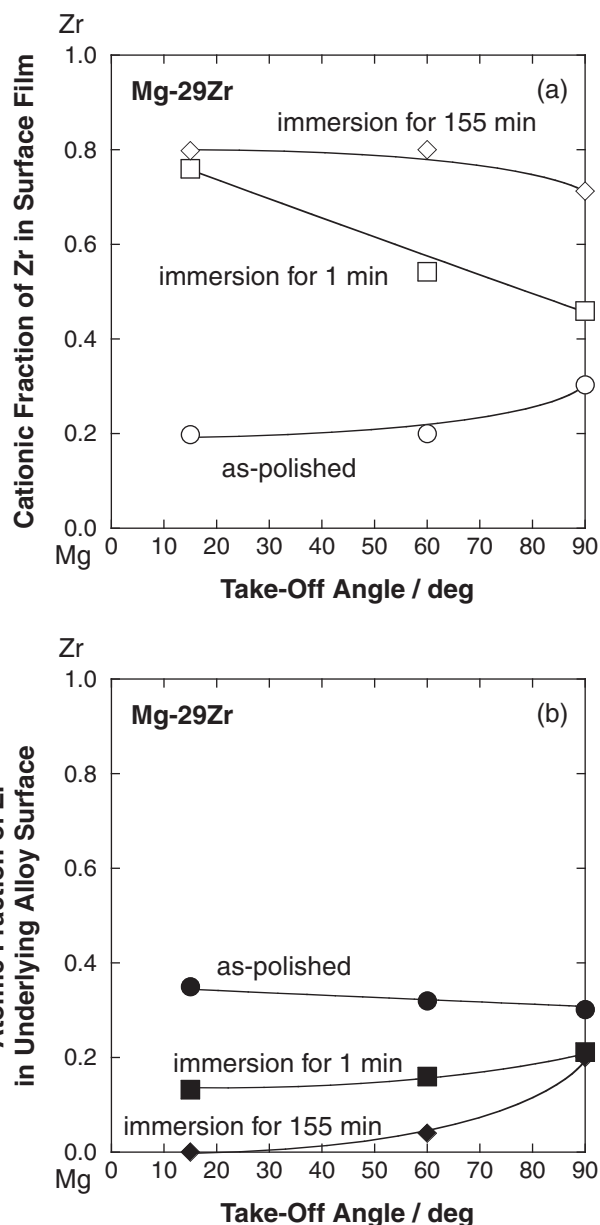 Zr
1.0
Mg-29Zr
(a)
immersion for 155 min
0.8
0.6
immersion for 1 min
0.4
0.2
as-polished
0.0
Mg
0 10 20 30 40 50 60 70 80 90
Take-Off Angle / deg
Cationic Fraction of Zr in Surface Film
Zr
1.0
Mg-29Zr
(b)
0.8
0.6
0.4
as-polished
0.2
immersion for 1 min
immersion for 155 min
0.0
Mg
0 10 20 30 40 50 60 70 80 90
Take-Off Angle / deg
in Underlying Alloy Surface